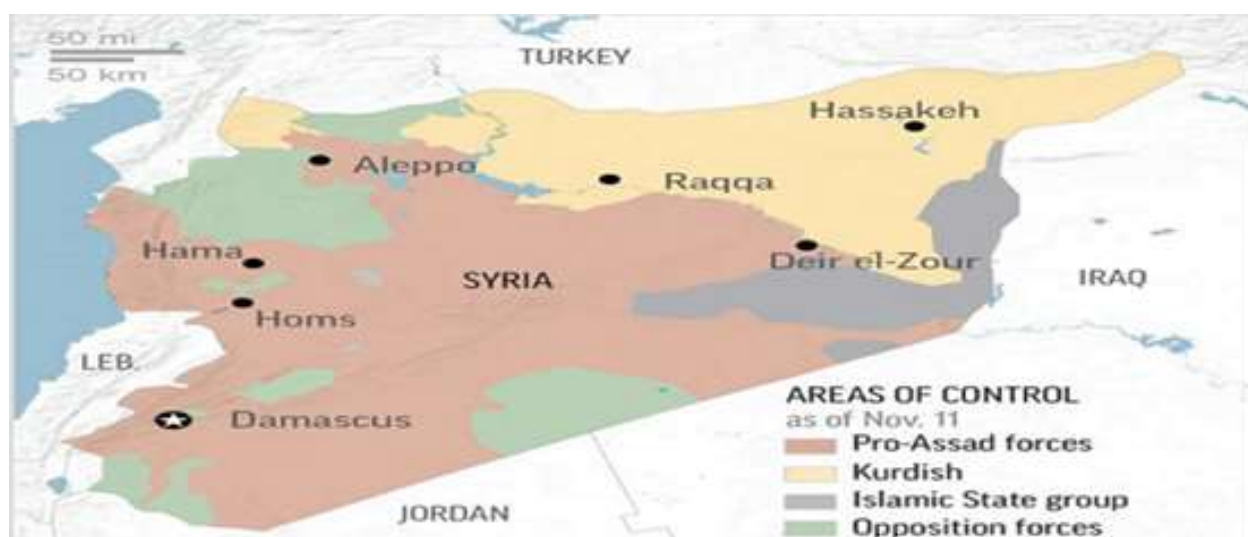 50 mi
50 km
TURKEY
Hassakeh
Aleppo
Raqqa
Hama
Deir el-Zour
SYRIA
IRAQ
Homs
LEB.
Damascus
JORDAN
AREAS OF CONTROL
as of Nov. 11
Pro-Assad forces
Kurdish
Islamic State group
Opposition forces